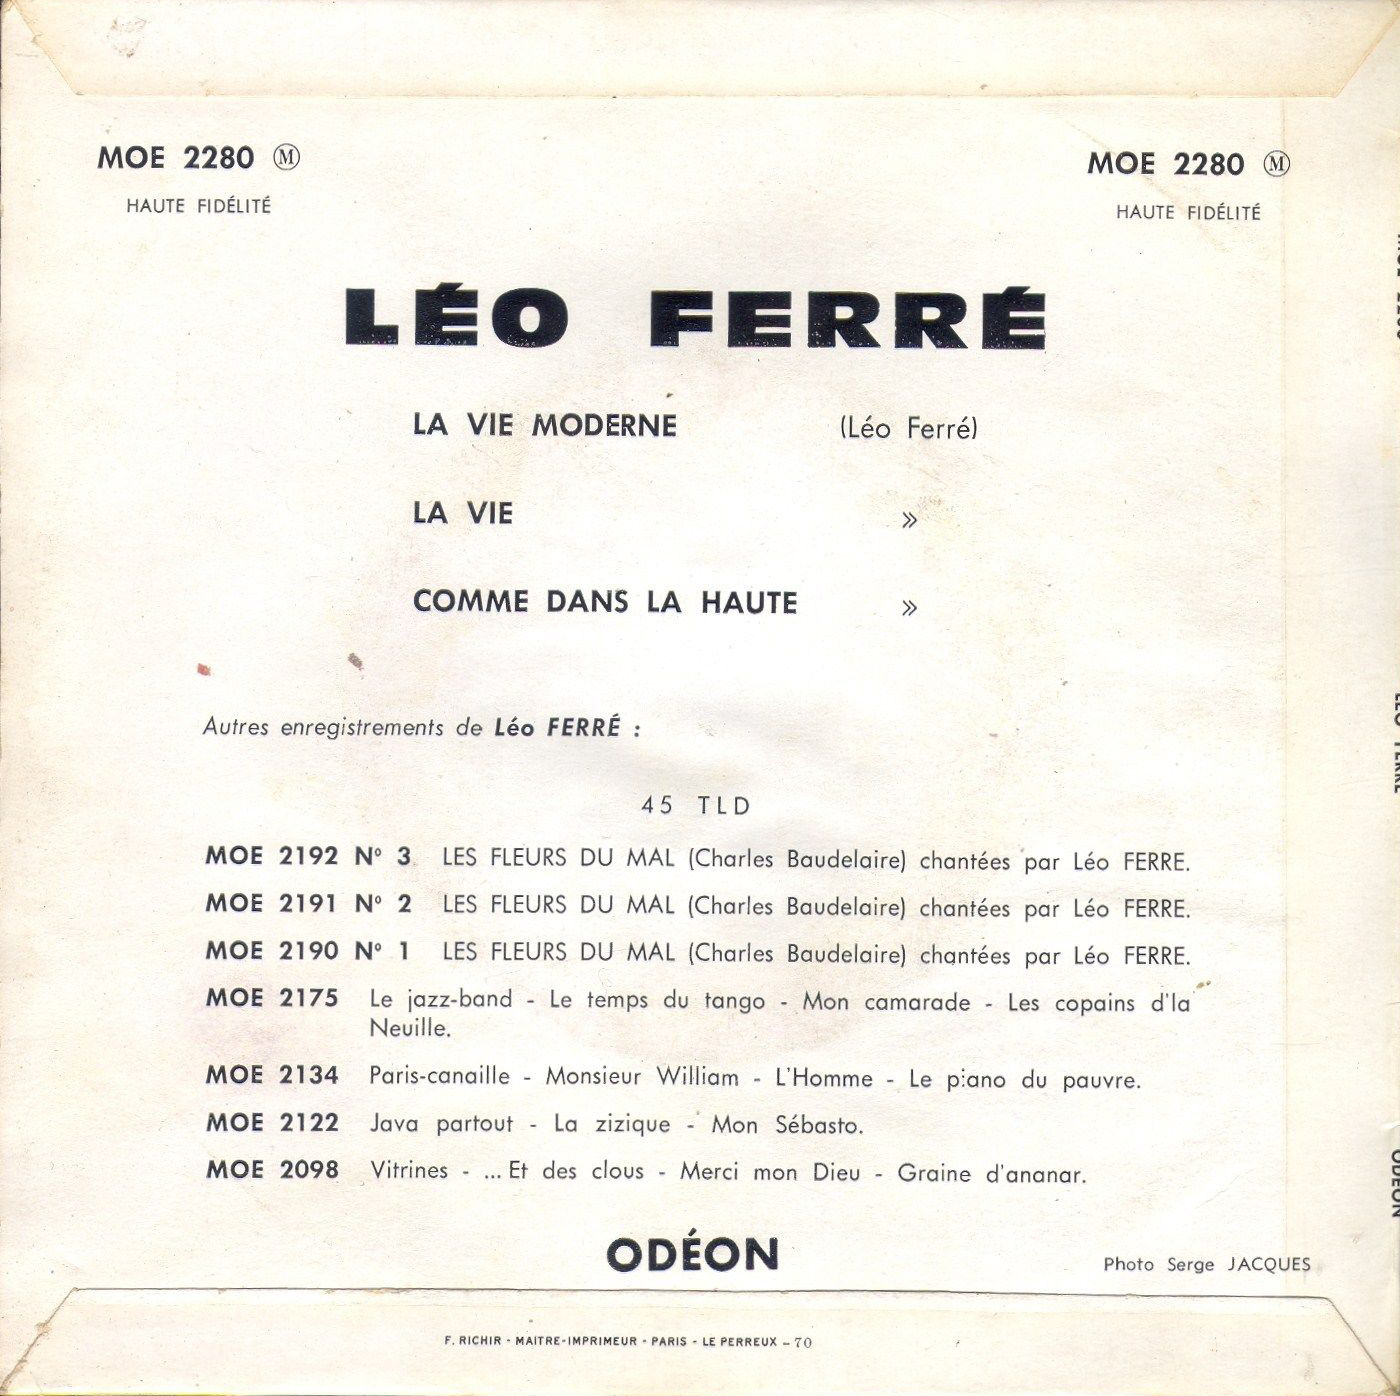 MOE 2280 Ⓜ
HAUTE FIDÉLITÉ
MOE 2280 Ⓜ
HAUTE FIDÉLITÉ
LÉO FERRÉ
LA VIE MODERNE (Léo Ferré)
LA VIE »
COMME DANS LA HAUTE »
Autres enregistrements de Léo FERRÉ :
45 TLD
MOE 2192 Nº 3 LES FLEURS DU MAL (Charles Baudelaire) chantées par Léo FERRE.
MOE 2191 Nº 2 LES FLEURS DU MAL (Charles Baudelaire) chantées par Léo FERRE.
MOE 2190 Nº 1 LES FLEURS DU MAL (Charles Baudelaire) chantées par Léo FERRE.
MOE 2175 Le jazz-band - Le temps du tango - Mon camarade - Les copains d'la
Neuille.
MOE 2134 Paris-canaille - Monsieur William - L'Homme - Le piano du pauvre.
MOE 2122 Java partout - La zizique - Mon Sébasto.
MOE 2098 Vitrines - ... Et des clous - Merci mon Dieu - Graine d'ananar.
ODÉON
Photo Serge JACQUES
F. RICHIR - MAITRE-IMPRIMEUR - PARIS - LE PERREUX - 70
LÉO FERRÉ
ODÉON